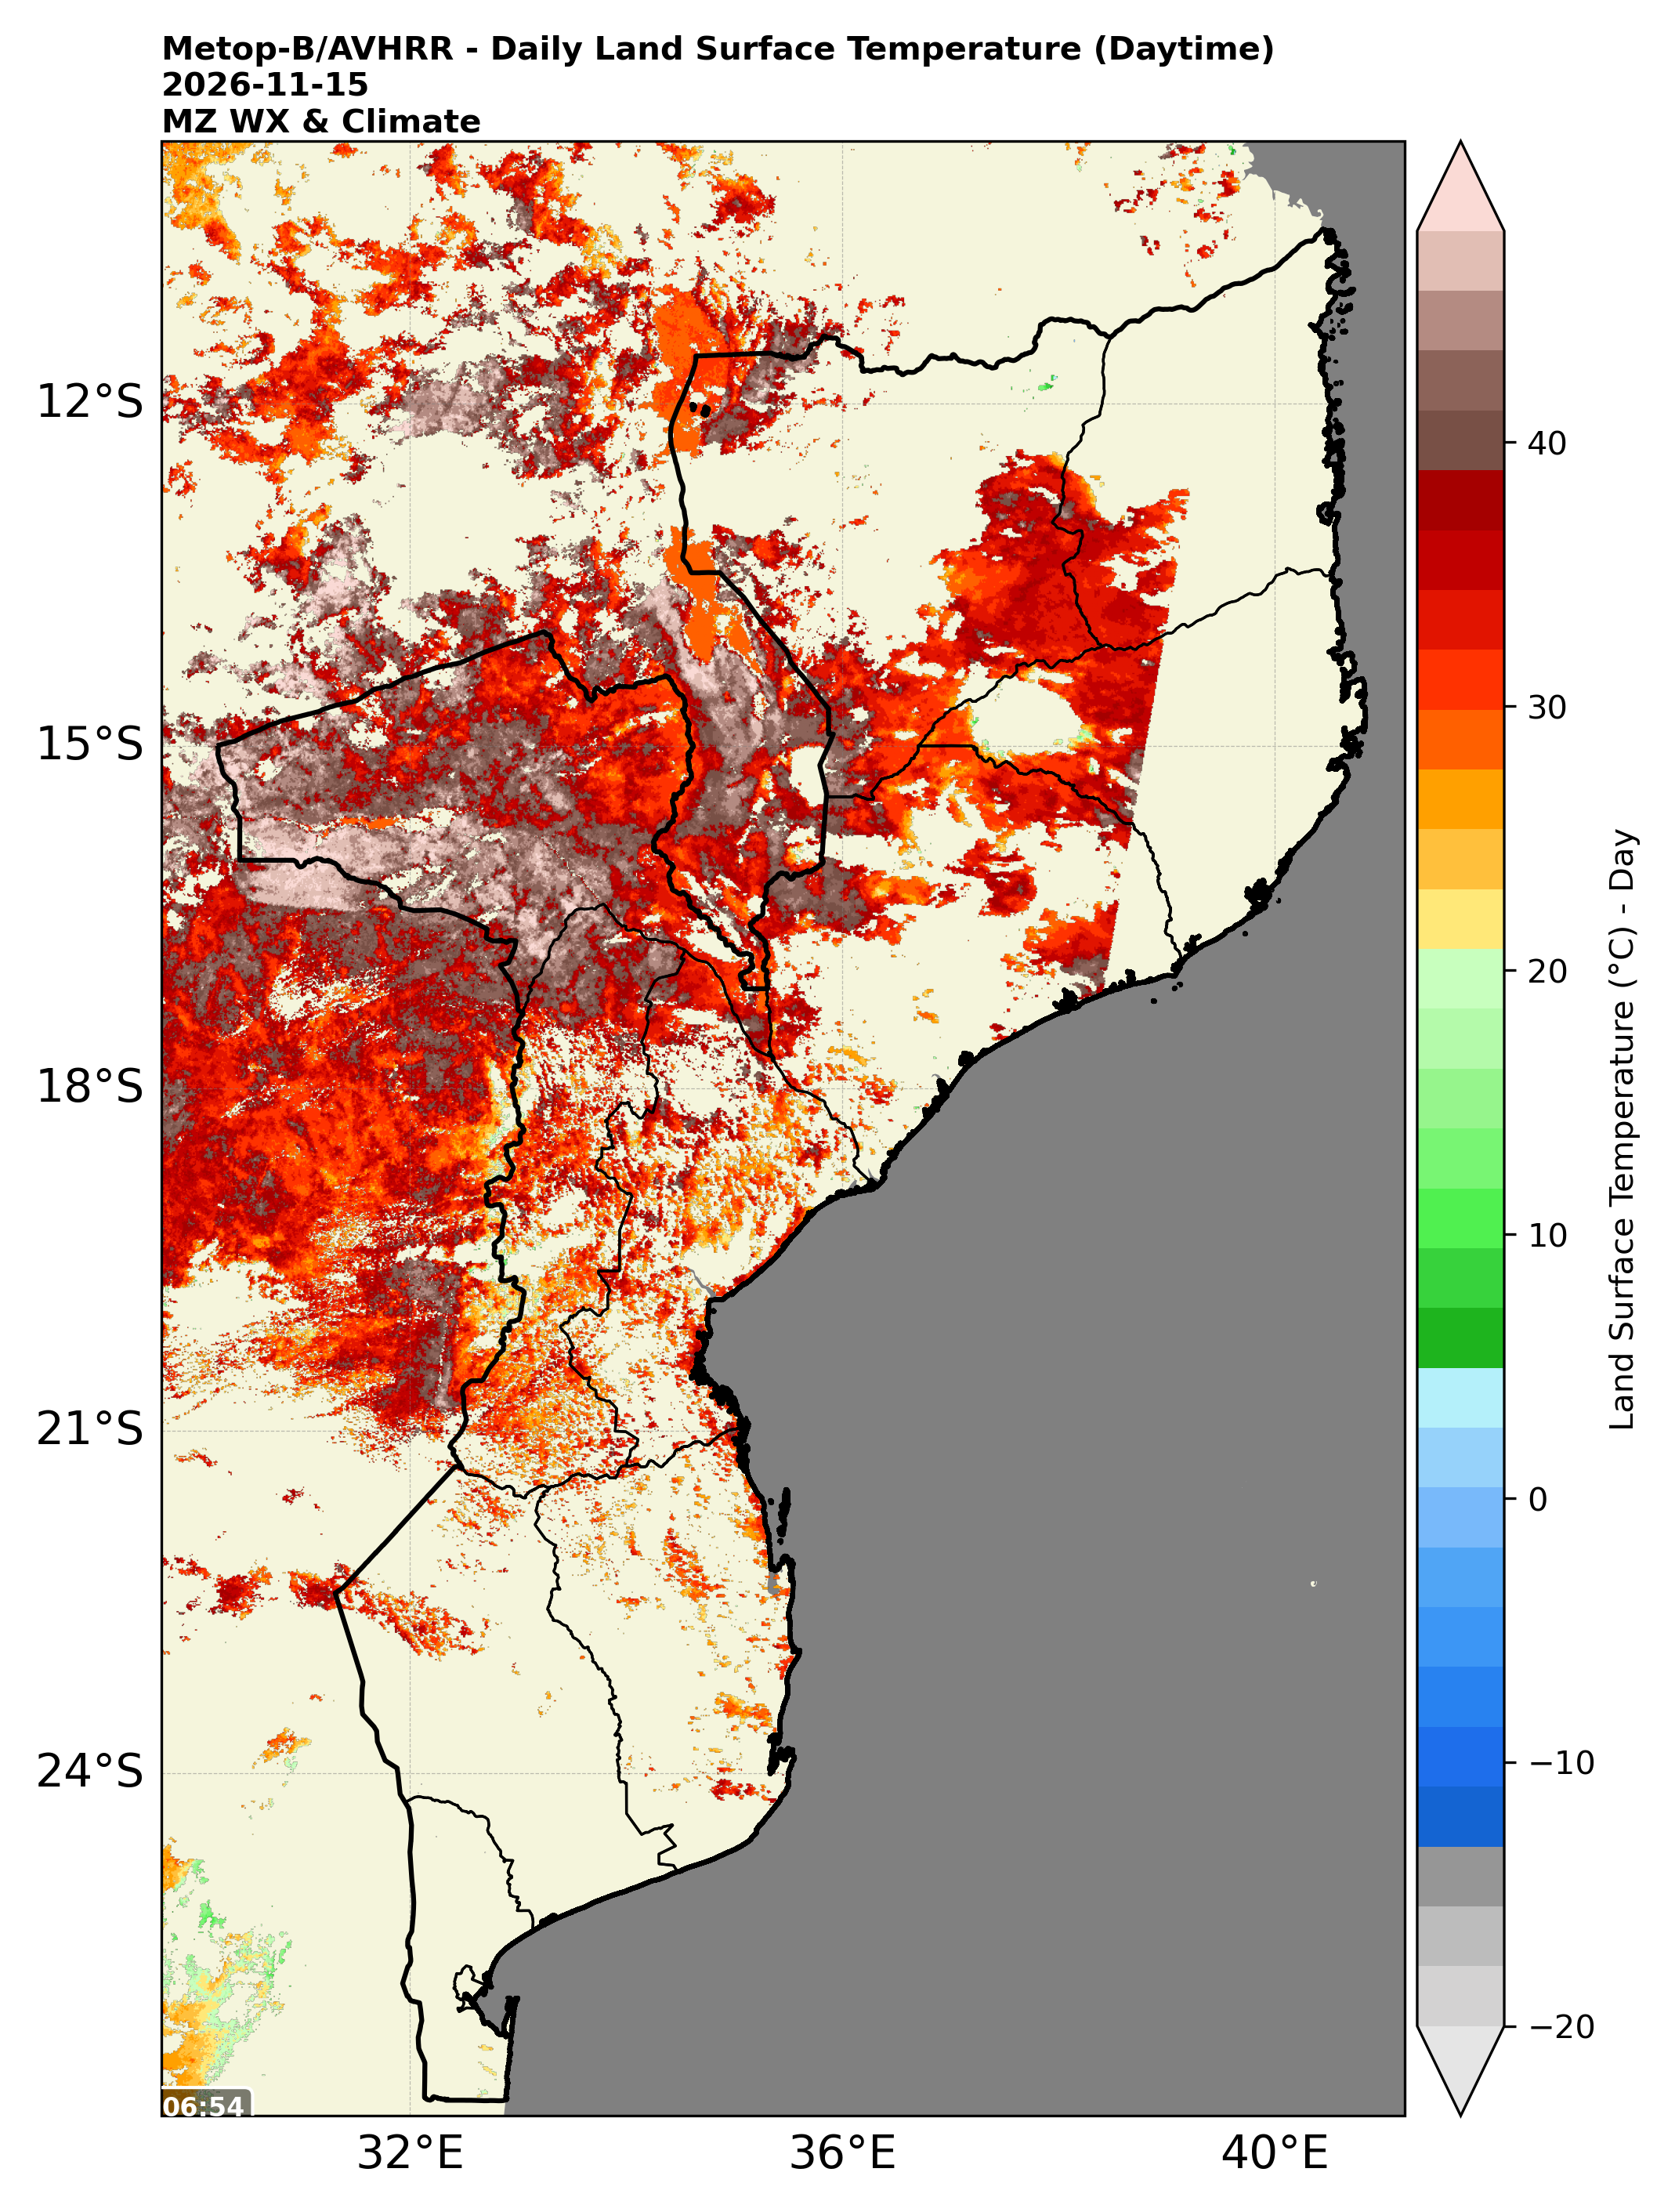 Metop-B/AVHRR - Daily Land Surface Temperature (Daytime)
2026-11-15
MZ WX & Climate
12°S
15°S
18°S
21°S
24°S
32°E
36°E
40°E
06:54
40
30
20
10
0
−10
−20
Land Surface Temperature (°C) - Day